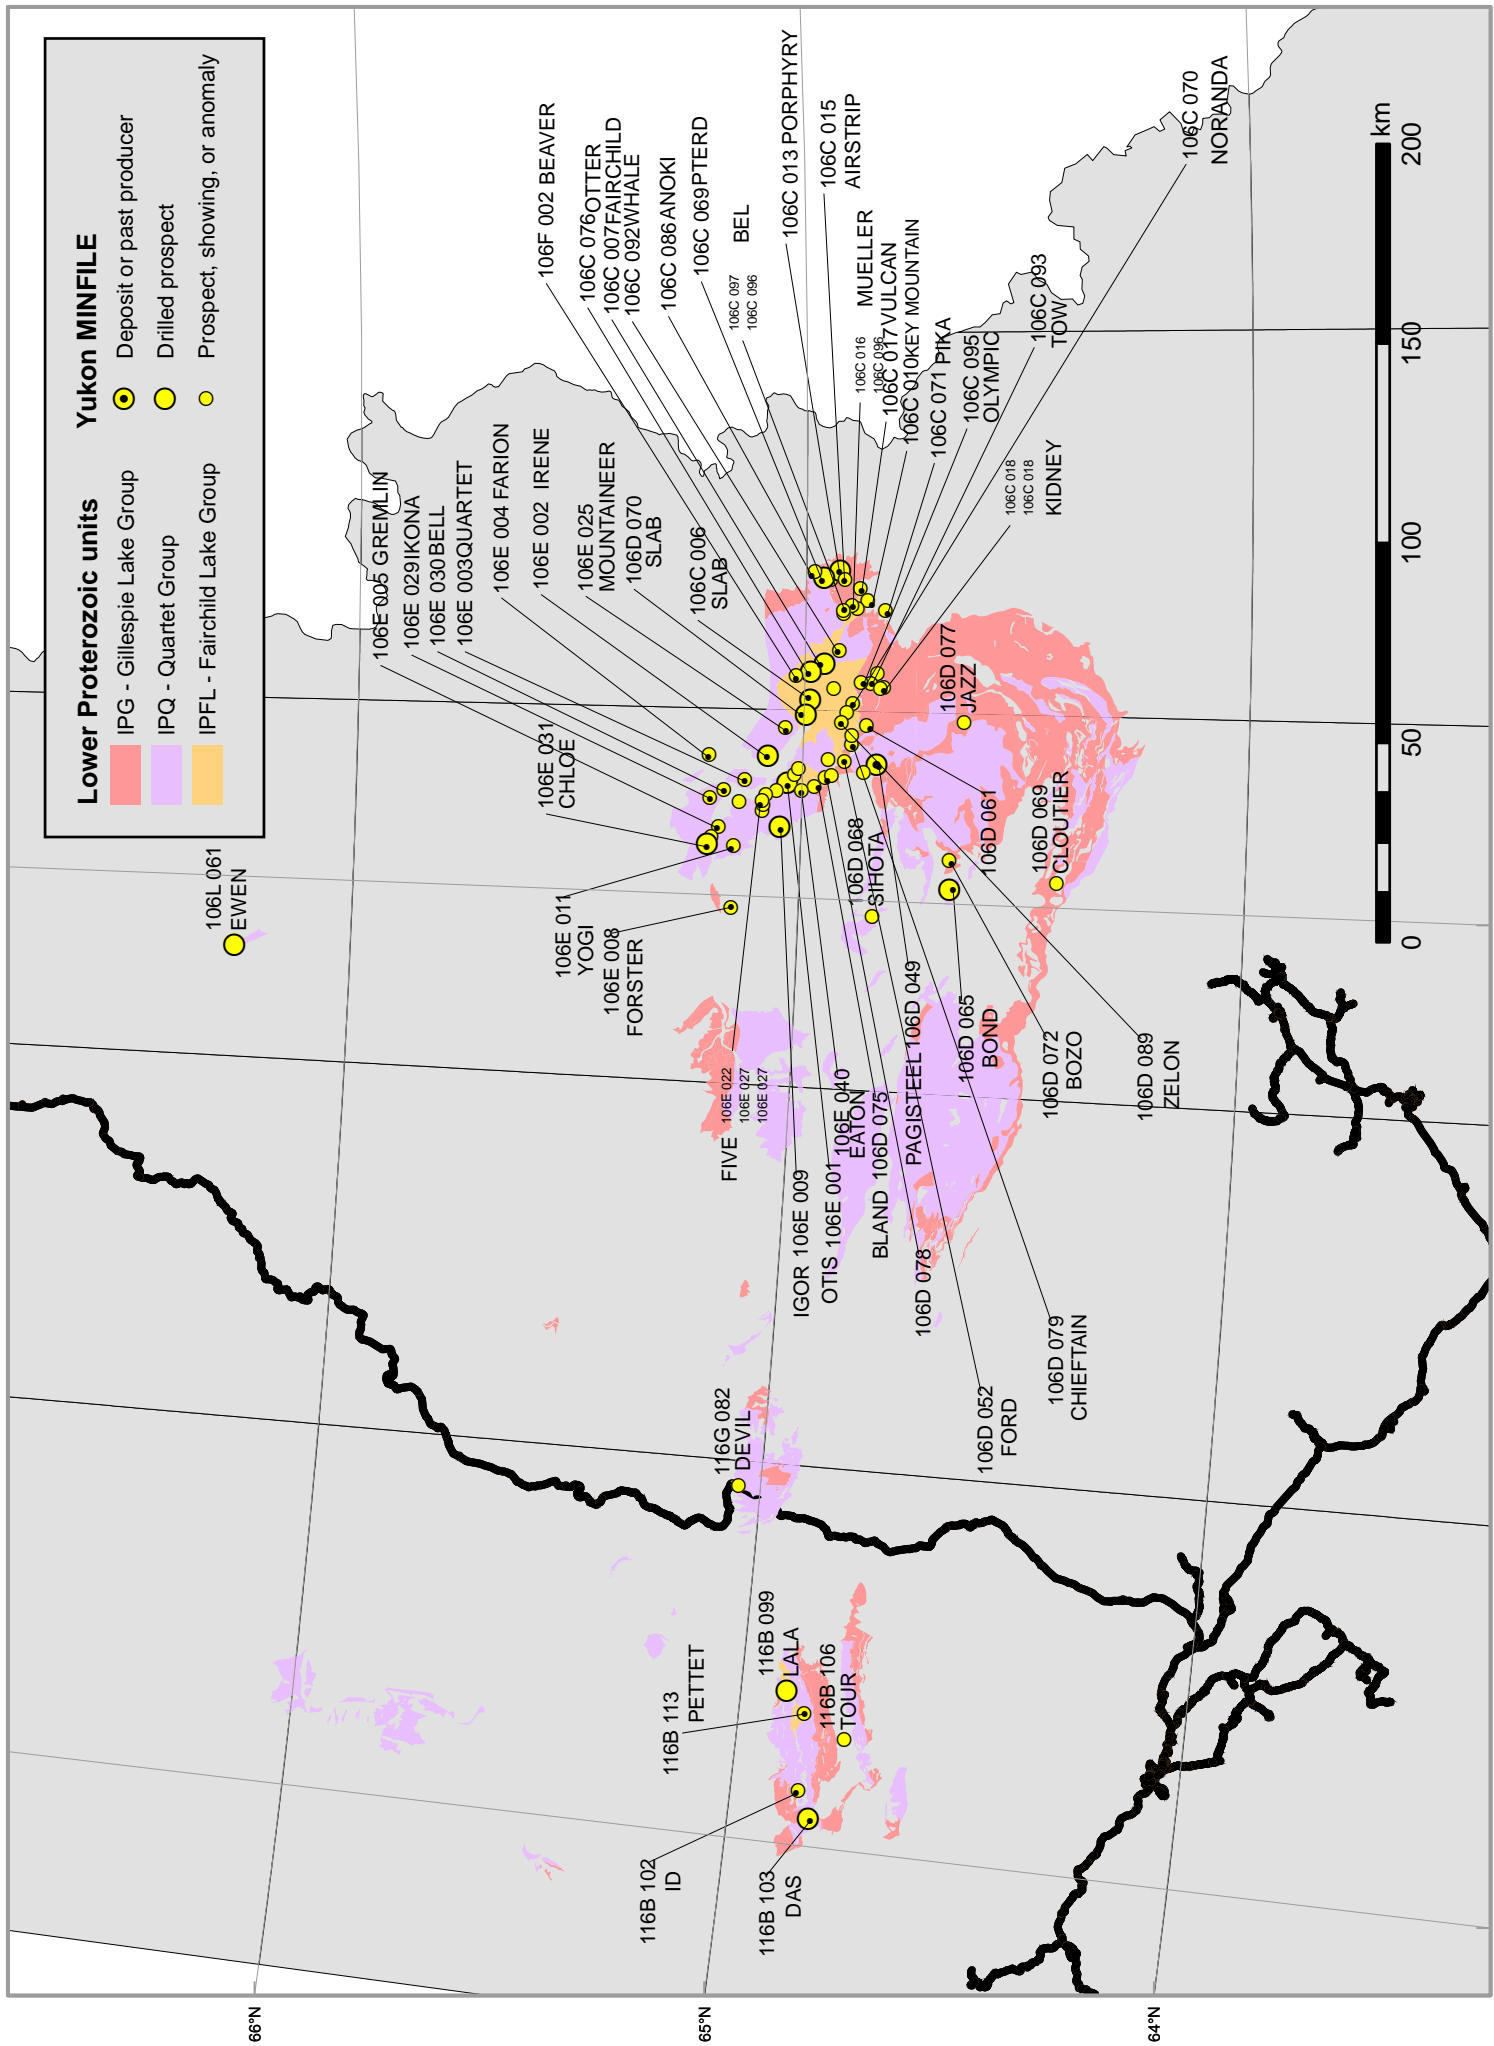 Lower Proterozoic units
lPG - Gillespie Lake Group
lPQ - Quartet Group
lPFL - Fairchild Lake Group
Yukon MINFILE
Deposit or past producer
Drilled prospect
Prospect, showing, or anomaly
106L 061
EWEN
106E 005 GREMLIN
106E 029 IKONA
106E 030 BELL
106E 003 QUARTET
106E 004 FARION
106E 002 IRENE
106E 025
MOUNTAINEER
106D 070
SLAB
106C 006
SLAB
106F 002 BEAVER
106C 076 OTTER
106C 007 FAIRCHILD
106C 092 WHALE
106C 086 ANOKI
106C 069 PTERD
BEL
106C 097
106C 096
106C 013 PORPHYRY
106C 015
AIRSTRIP
MUELLER
106C 016
106C 096
106C 017 VULCAN
106C 010 KEY MOUNTAIN
106C 071 PIKA
106C 095
OLYMPIC
106C 093
TOW
106C 070
NORANDA
106C 018
106C 018
KIDNEY
106E 031
CHLOE
106E 011
YOGI
106E 008
FORSTER
106D 077
JAZZ
106D 061
106D 069
CLOUTIER
106D 068
SIHOTA
FIVE
106E 022
106E 027
106E 027
IGOR 106E 009
OTIS 106E 001
106E 040
EATON
BLAND 106D 075
PAGISTEEL 106D 049
106D 078
106D 065
BOND
106D 072
BOZO
106D 089
ZELON
106D 052
FORD
106D 079
CHIEFTAIN
116G 082
DEVIL
116B 099
LALA
116B 113
PETTET
116B 106
TOUR
116B 102
ID
116B 103
DAS
0
50
100
150
200
km
66°N
65°N
64°N